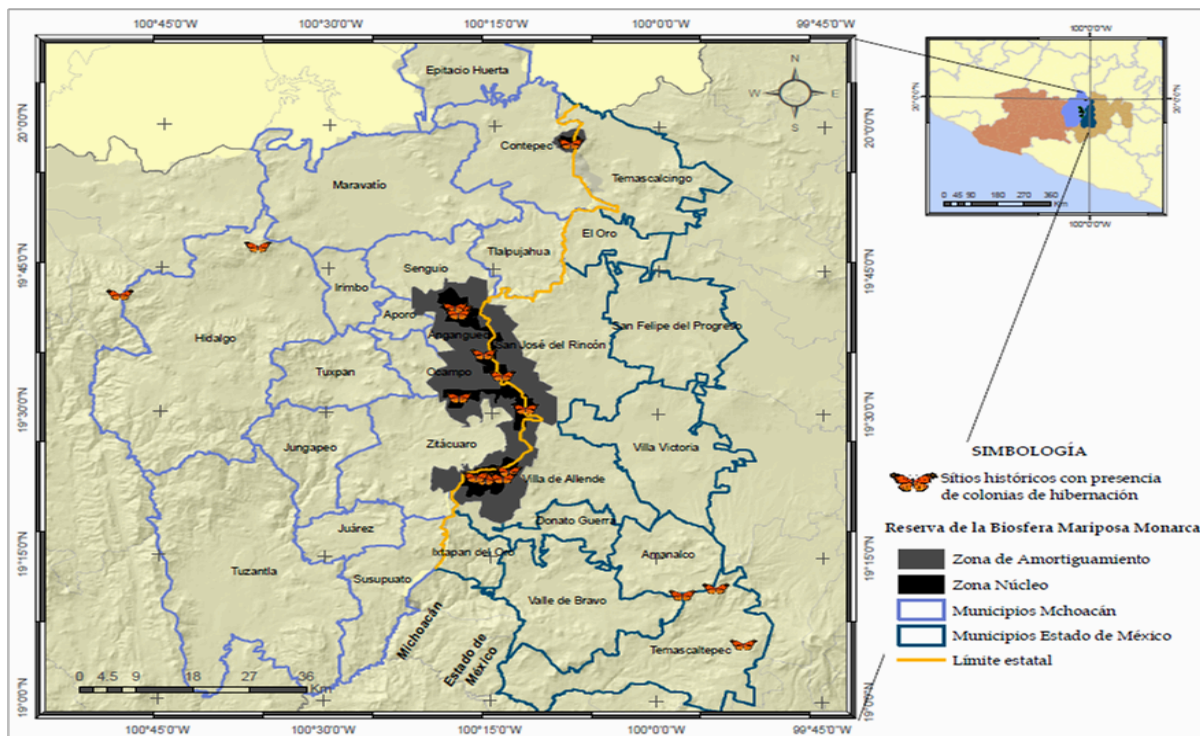 100°45'0"W 100°30'0"W 100°15'0"W 100°0'0"W 99°45'0"W
100°0'0"W
N
W E
S
20°0'0"N
20°0'0"N
20°0'0"N
20°0'0"N
Epitacio Huerta
Contepec
Temascalcingo
Maravatío
El Oro
Tlalpujahua
19°45'0"N
19°45'0"N
Senguio
Irimbo
Aporo
San Felipe del Progreso
Hidalgo
Angangueo
San José del Rincón
Tuxpan
Ocampo
19°30'0"N
19°30'0"N
Zitácuaro
Jungapeo
Villa Victoria
Villa de Allende
Donato Guerra
Juárez
Ixtapan del Oro
Amanalco
19°15'0"N
19°15'0"N
Tuzantla
Susupuato
Valle de Bravo
Michoacán
Estado de
México
Temascaltepec
0 4.5 9 18 27 36
Km
19°0'0"N
19°0'0"N
100°45'0"W 100°30'0"W 100°15'0"W 100°0'0"W 99°45'0"W
0 45 90 180 270 360
Km
100°0'0"W
SIMBOLOGÍA
Sítios históricos con presencia
de colonias de hibernación
Reserva de la Biosfera Mariposa Monarca
Zona de Amortiguamiento
Zona Núcleo
Municipios Mchoacán
Municipios Estado de México
Límite estatal